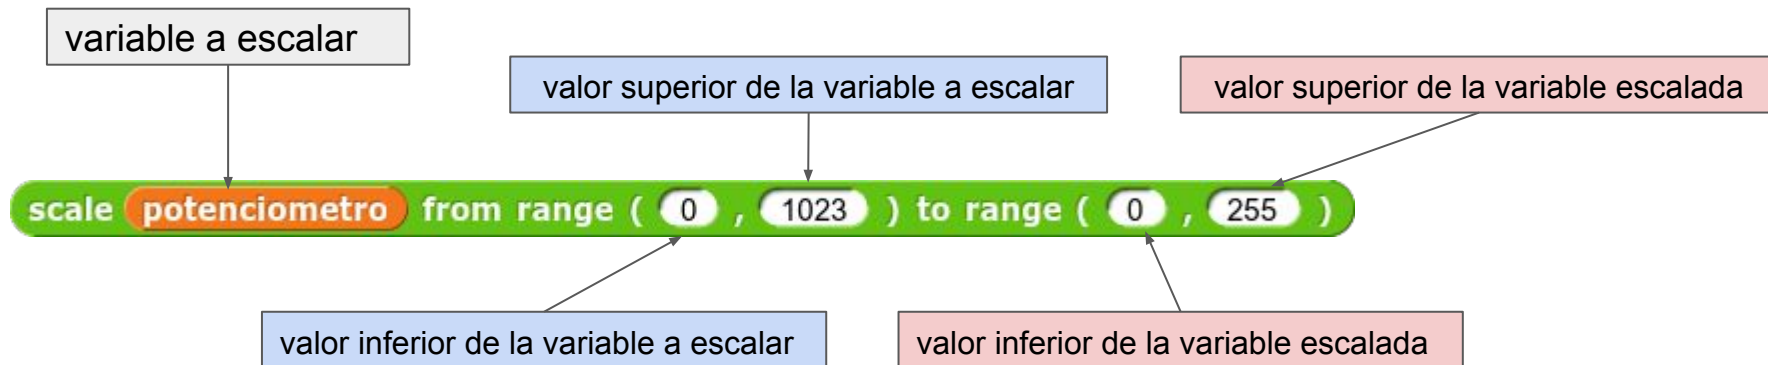 variable a escalar
valor superior de la variable a escalar
valor superior de la variable escalada
scale potenciometro from range ( 0 , 1023 ) to range ( 0 , 255 )
valor inferior de la variable a escalar
valor inferior de la variable escalada